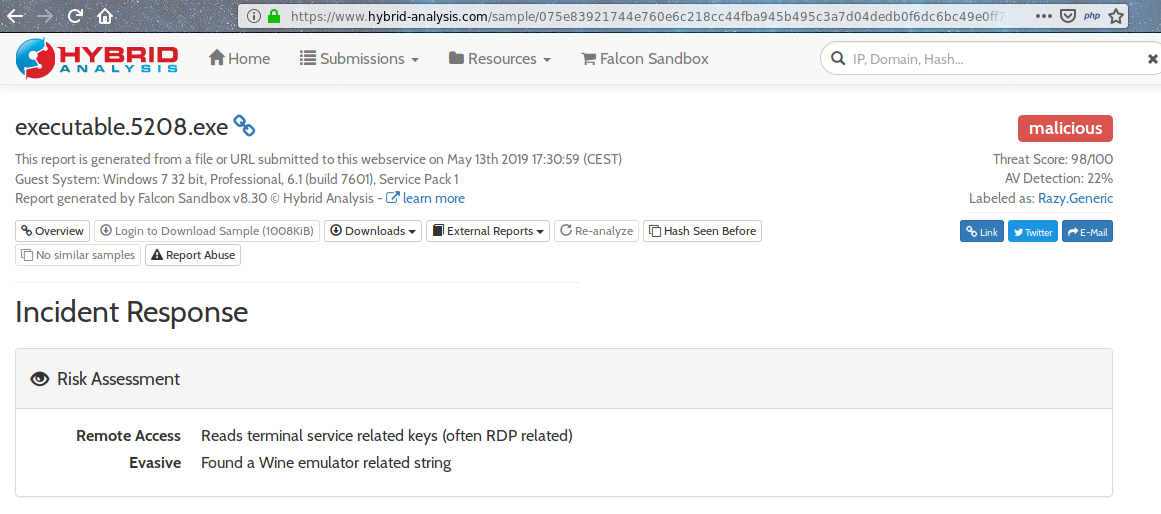 https://www.hybrid-analysis.com/sample/075e83921744e760e6c218cc44fba945b495c3a7d04dedb0f6dc6bc49e0ff7
php
HYBRID
ANALYSIS
Home
Submissions
Resources
Falcon Sandbox
IP, Domain, Hash...
executable.5208.exe
malicious
This report is generated from a file or URL submitted to this webservice on May 13th 2019 17:30:59 (CEST)
Threat Score: 98/100
Guest System: Windows 7 32 bit, Professional, 6.1 (build 7601), Service Pack 1
AV Detection: 22%
Report generated by Falcon Sandbox v8.30 © Hybrid Analysis - learn more
Labeled as: Razy.Generic
Overview
Login to Download Sample (1008KiB)
Downloads
External Reports
Re-analyze
Hash Seen Before
Link
Twitter
E-Mail
No similar samples
Report Abuse
Incident Response
Risk Assessment
Remote Access Reads terminal service related keys (often RDP related)
Evasive Found a Wine emulator related string